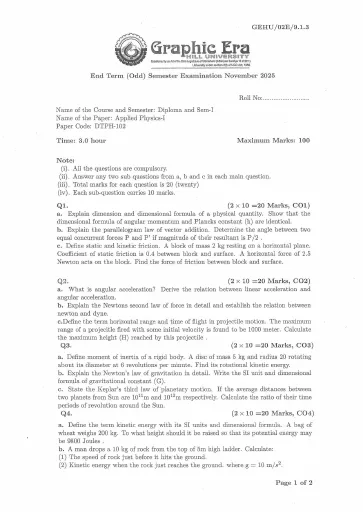 GEHU/02E/9.1.3
Graphic Era
HILL UNIVERSITY
End Term (Odd) Semester Examination November 2025
Roll No:........................
Name of the Course and Semester: Diploma and Sem-I
Name of the Paper: Applied Physics-I
Paper Code: DTPH-102
Time: 3.0 hour Maximum Marks: 100
Note:
(i). All the questions are compulsory.
(ii). Answer any two sub questions from a, b and c in each main question.
(iii). Total marks for each question is 20 (twenty)
(iv). Each sub-question carries 10 marks.
Q1. (2 × 10 =20 Marks, CO1)
a. Explain dimension and dimensional formula of a physical quantity. Show that the
dimensional formula of angular momentum and Plancks constant (h) are identical.
b. Explain the parallelogram law of vector addition. Determine the angle between two
equal concurrent forces P and P if magnitude of their resultant is P/2 .
c. Define static and kinetic friction. A block of mass 2 kg resting on a horizontal plane.
Coefficient of static friction is 0.4 between block and surface. A horizontal force of 2.5
Newton acts on the block. Find the force of friction between block and surface.
Q2. (2 × 10 =20 Marks, CO2)
a. What is angular acceleration? Derive the relation between linear acceleration and
angular acceleration.
b. Explain the Newtons second law of force in detail and establish the relation between
newton and dyne.
c.Define the term horizontal range and time of flight in projectile motion. The maximum
range of a projectile fired with some initial velocity is found to be 1000 meter. Calculate
the maximum height (H) reached by this projectile .
Q3. (2 × 10 =20 Marks, CO3)
a. Define moment of inertia of a rigid body. A disc of mass 5 kg and radius 20 rotating
about its diameter at 6 revolutions per minute. Find its rotational kinetic energy.
b. Explain the Newton's law of gravitation in detail. Write the SI unit and dimensional
formula of gravitational constant (G).
c. State the Kepler's third law of planetary motion. If the average distances between
two planets from Sun are 10¹³m and 10¹²m respectively. Calculate the ratio of their time
periods of revolution around the Sun.
Q4. (2 × 10 =20 Marks, CO4)
a. Define the term kinetic energy with its SI units and dimensional formula. A bag of
wheat weighs 200 kg. To what height should it be raised so that its potential energy may
be 9800 Joules .
b. A man drops a 10 kg of rock from the top of 5m high ladder. Calculate:
(1) The speed of rock just before it hits the ground.
(2) Kinetic energy when the rock just reaches the ground. where g = 10 m/s².
Page 1 of 2